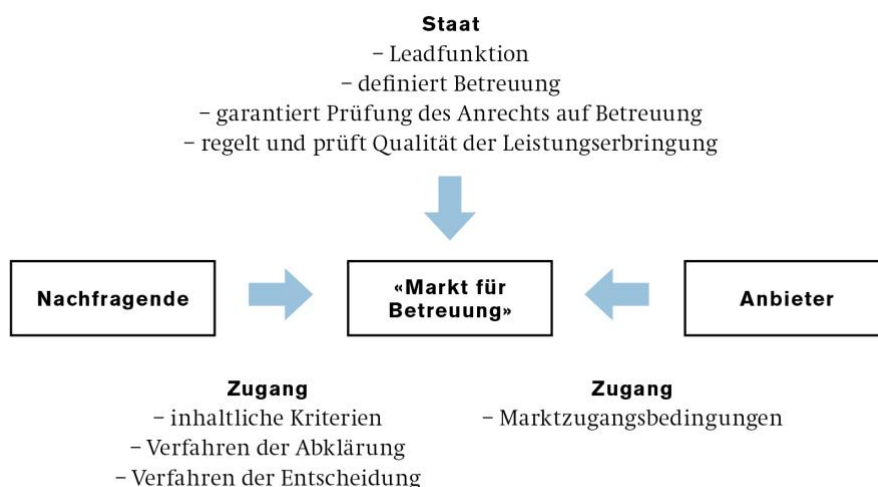 Staat
– Leadfunktion
– definiert Betreuung
– garantiert Prüfung des Anrechts auf Betreuung
– regelt und prüft Qualität der Leistungserbringung
Nachfragende
«Markt für
Betreuung»
Anbieter
Zugang
– inhaltliche Kriterien
– Verfahren der Abklärung
– Verfahren der Entscheidung
Zugang
– Marktzugangsbedingungen